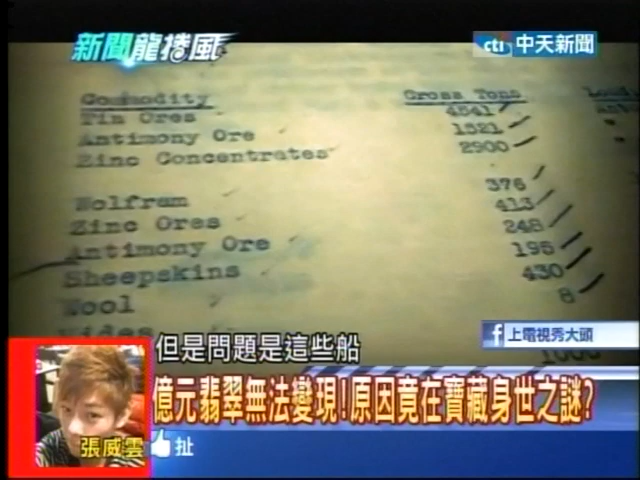 新聞龍捲風
cti 中天新聞
Commodity Gross Tons
Tin Ores 4541
Antimony Ore 1521
Zinc Concentrates 2900
Wolfram 376
Zinc Ores 413
Antimony Ore 248
Sheepskins 195
Wool 430
Hides 8
f 上電視秀大頭
但是問題是這些船
億元翡翠無法變現!原因竟在寶藏身世之謎?
張威雲 扯